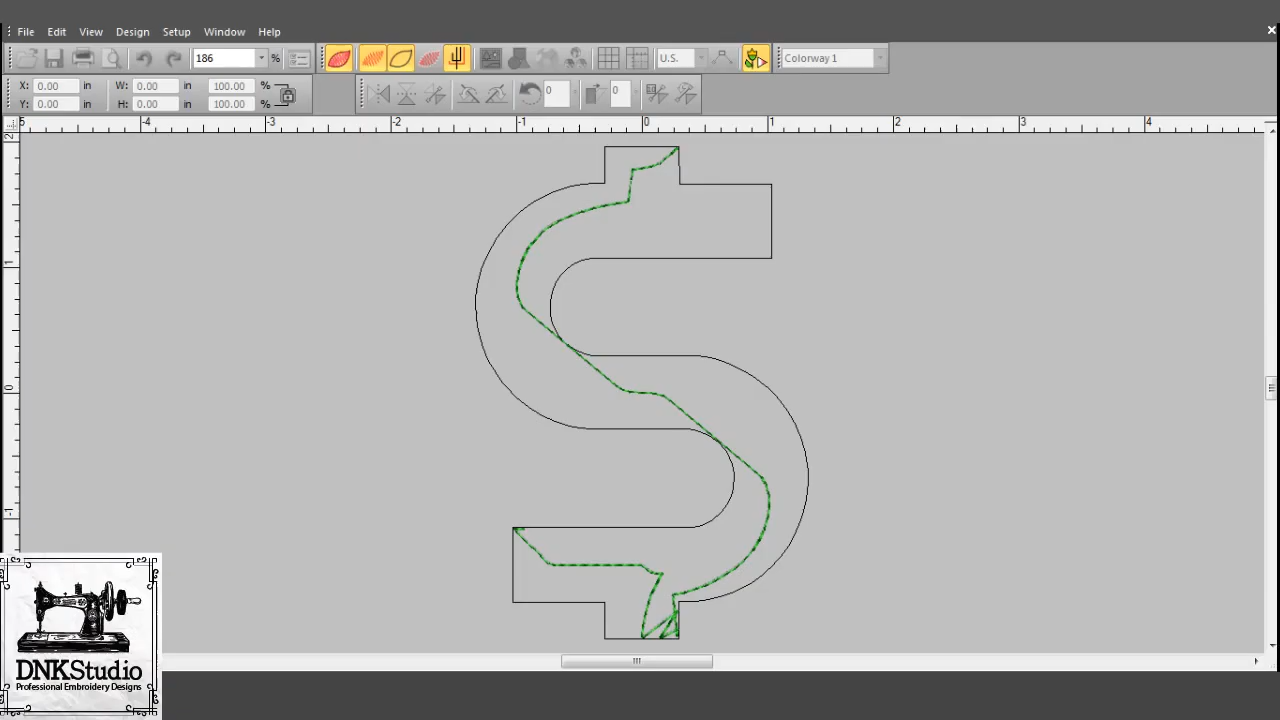 File Edit View Design Setup Window Help
186 % U.S. Colorway 1
X: 0.00 in W: 0.00 in 100.00 % 0 0
Y: 0.00 in H: 0.00 in 100.00 %
5 -4 -3 -2 -1 0 1 2 3 4 5
2
1
0
-1
DNKStudio
Professional Embroidery Designs